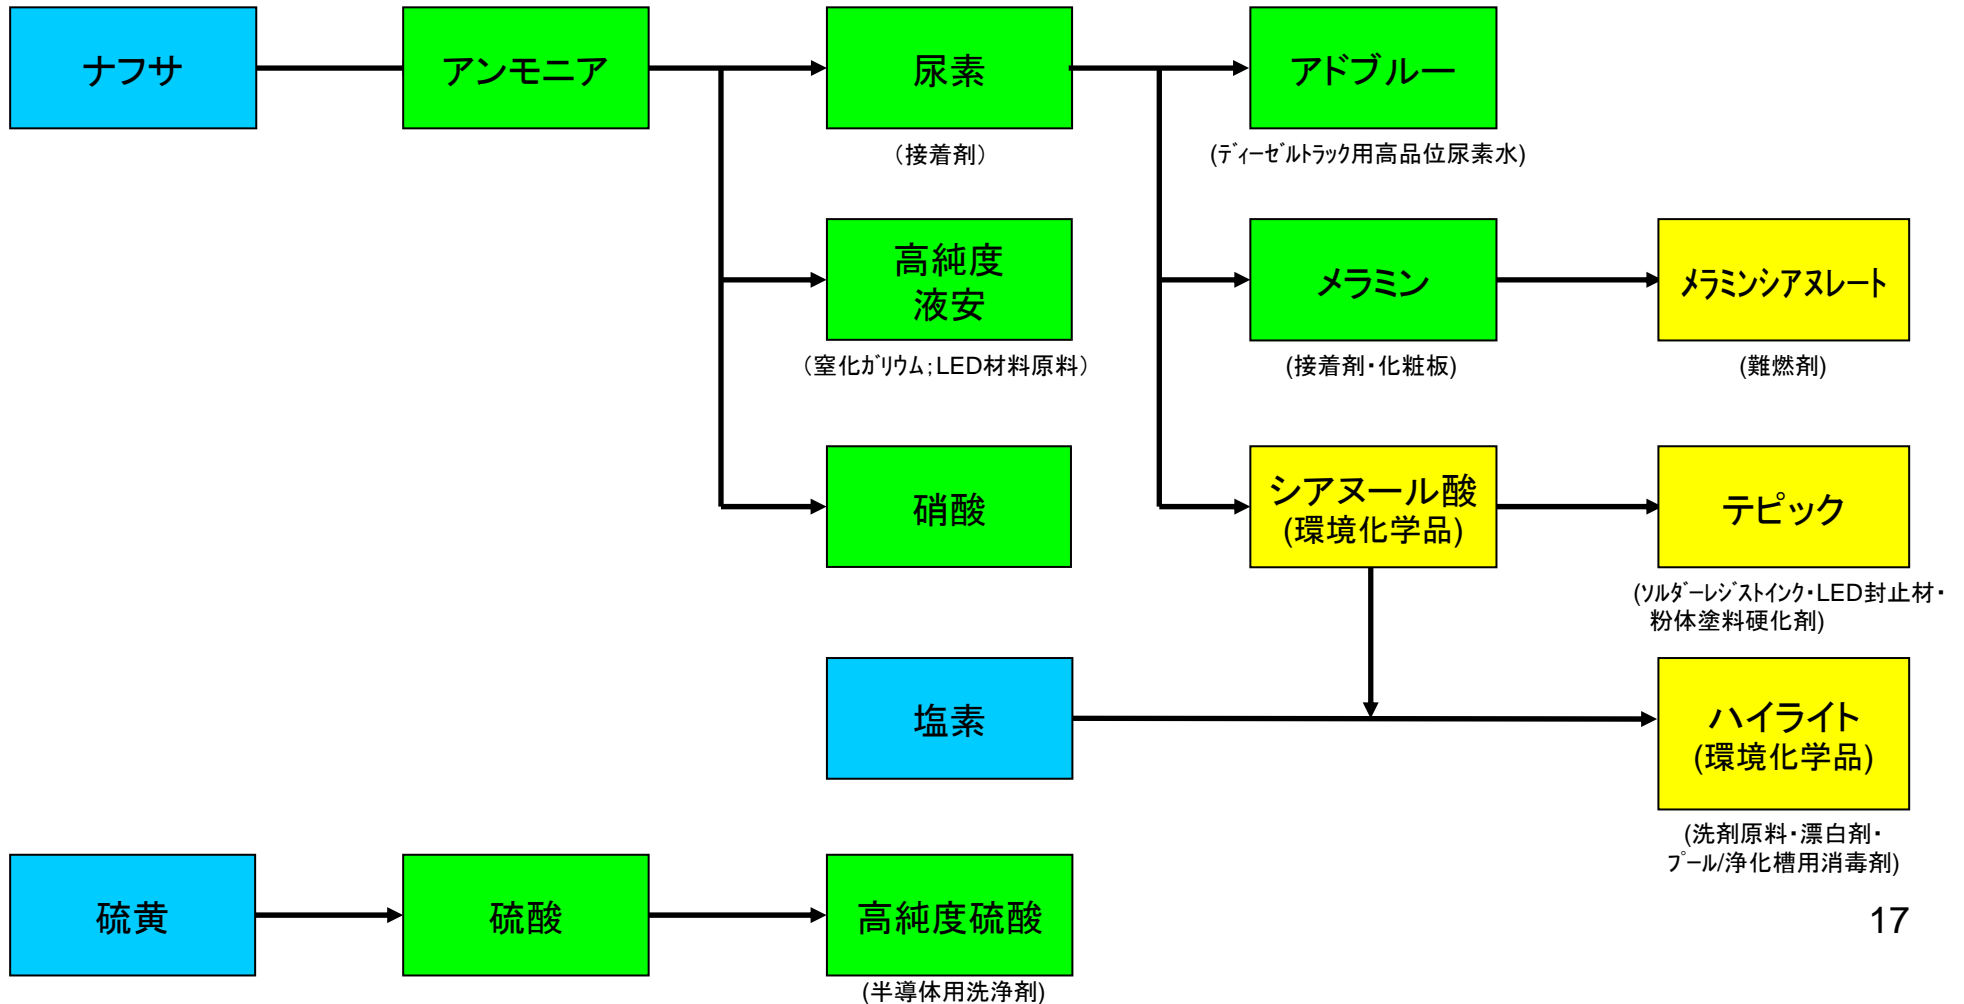 ナフサ
アンモニア
尿素
アドブルー
(接着剤)
(ﾃﾞｨｰｾﾞﾙﾄﾗｯｸ用高品位尿素水)
高純度
液安
メラミン
ﾒﾗﾐﾝｼｱﾇﾚｰﾄ
(窒化ｶﾞﾘｳﾑ;LED材料原料)
(接着剤・化粧板)
(難燃剤)
硝酸
シアヌール酸
(環境化学品)
テピック
(ｿﾙﾀﾞｰﾚｼﾞｽﾄｲﾝｸ・LED封止材・
粉体塗料硬化剤)
塩素
ハイライト
(環境化学品)
(洗剤原料・漂白剤・
ﾌﾟｰﾙ/浄化槽用消毒剤)
硫黄
硫酸
高純度硫酸
17
(半導体用洗浄剤)